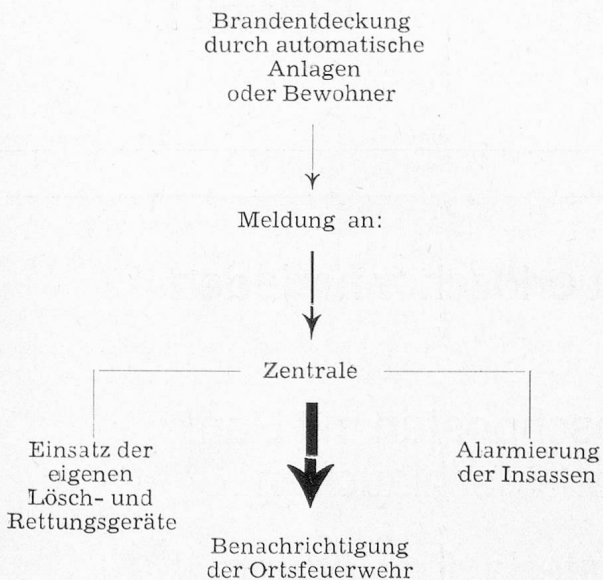 Brandentdeckung
durch automatische
Anlagen
oder Bewohner
Meldung an:
Zentrale
Einsatz der
eigenen
Lösch- und
Rettungsgeräte
Alarmierung
der Insassen
Benachrichtigung
der Ortsfeuerwehr